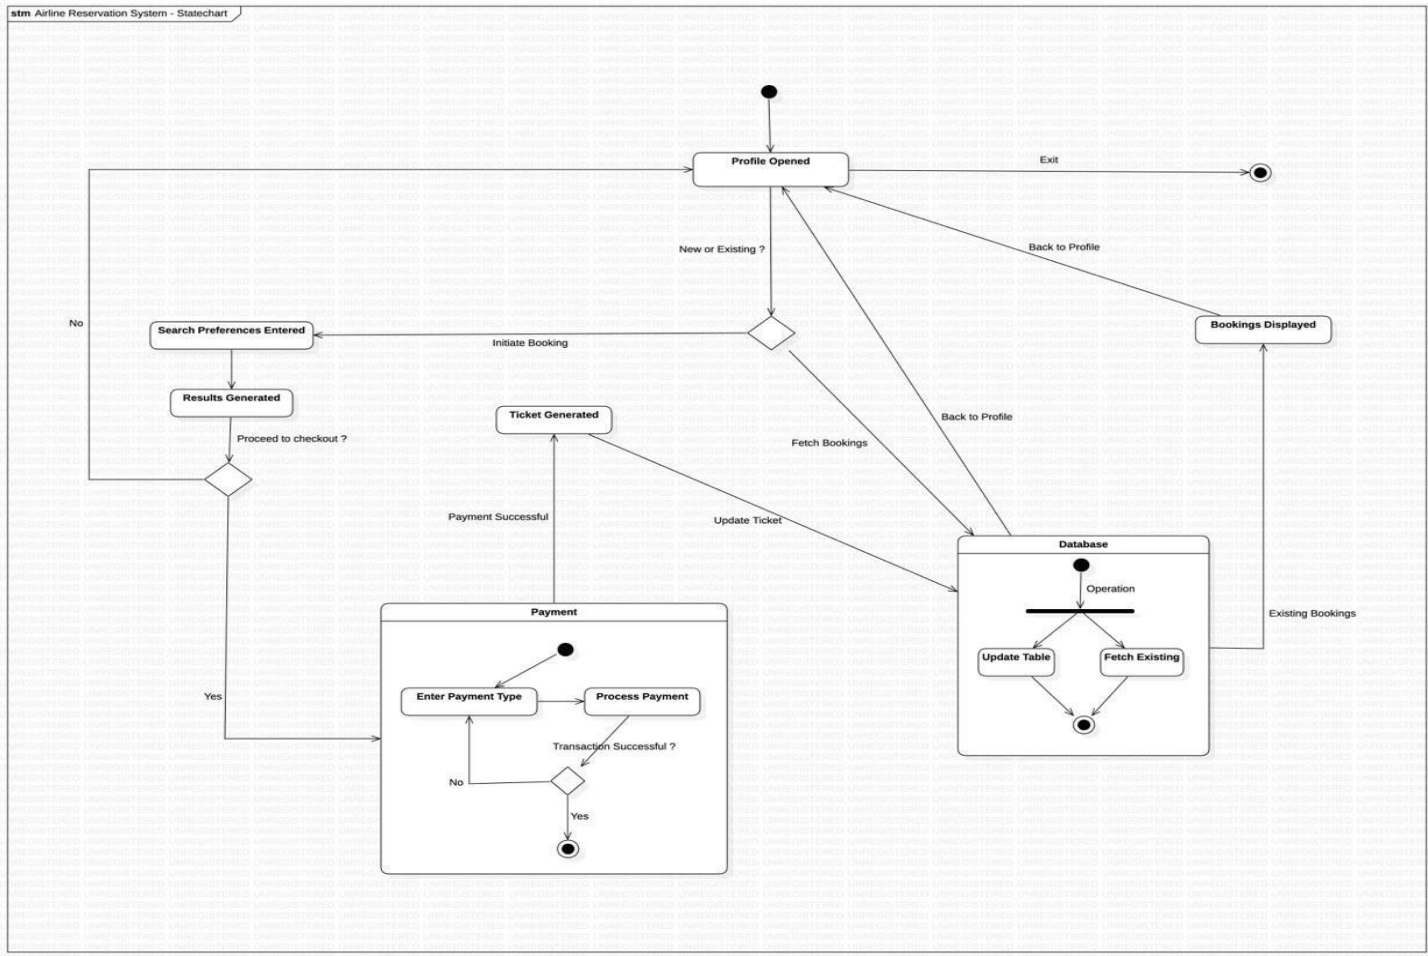 stm Airline Reservation System - Statechart
Profile Opened
Exit
New or Existing ?
Back to Profile
No
Search Preferences Entered
Initiate Booking
Bookings Displayed
Results Generated
Ticket Generated
Back to Profile
Proceed to checkout ?
Fetch Bookings
Payment Successful
Update Ticket
Database
Operation
Existing Bookings
Payment
Update Table
Fetch Existing
Yes
Enter Payment Type
Process Payment
Transaction Successful ?
No
Yes
UNREGISTERED